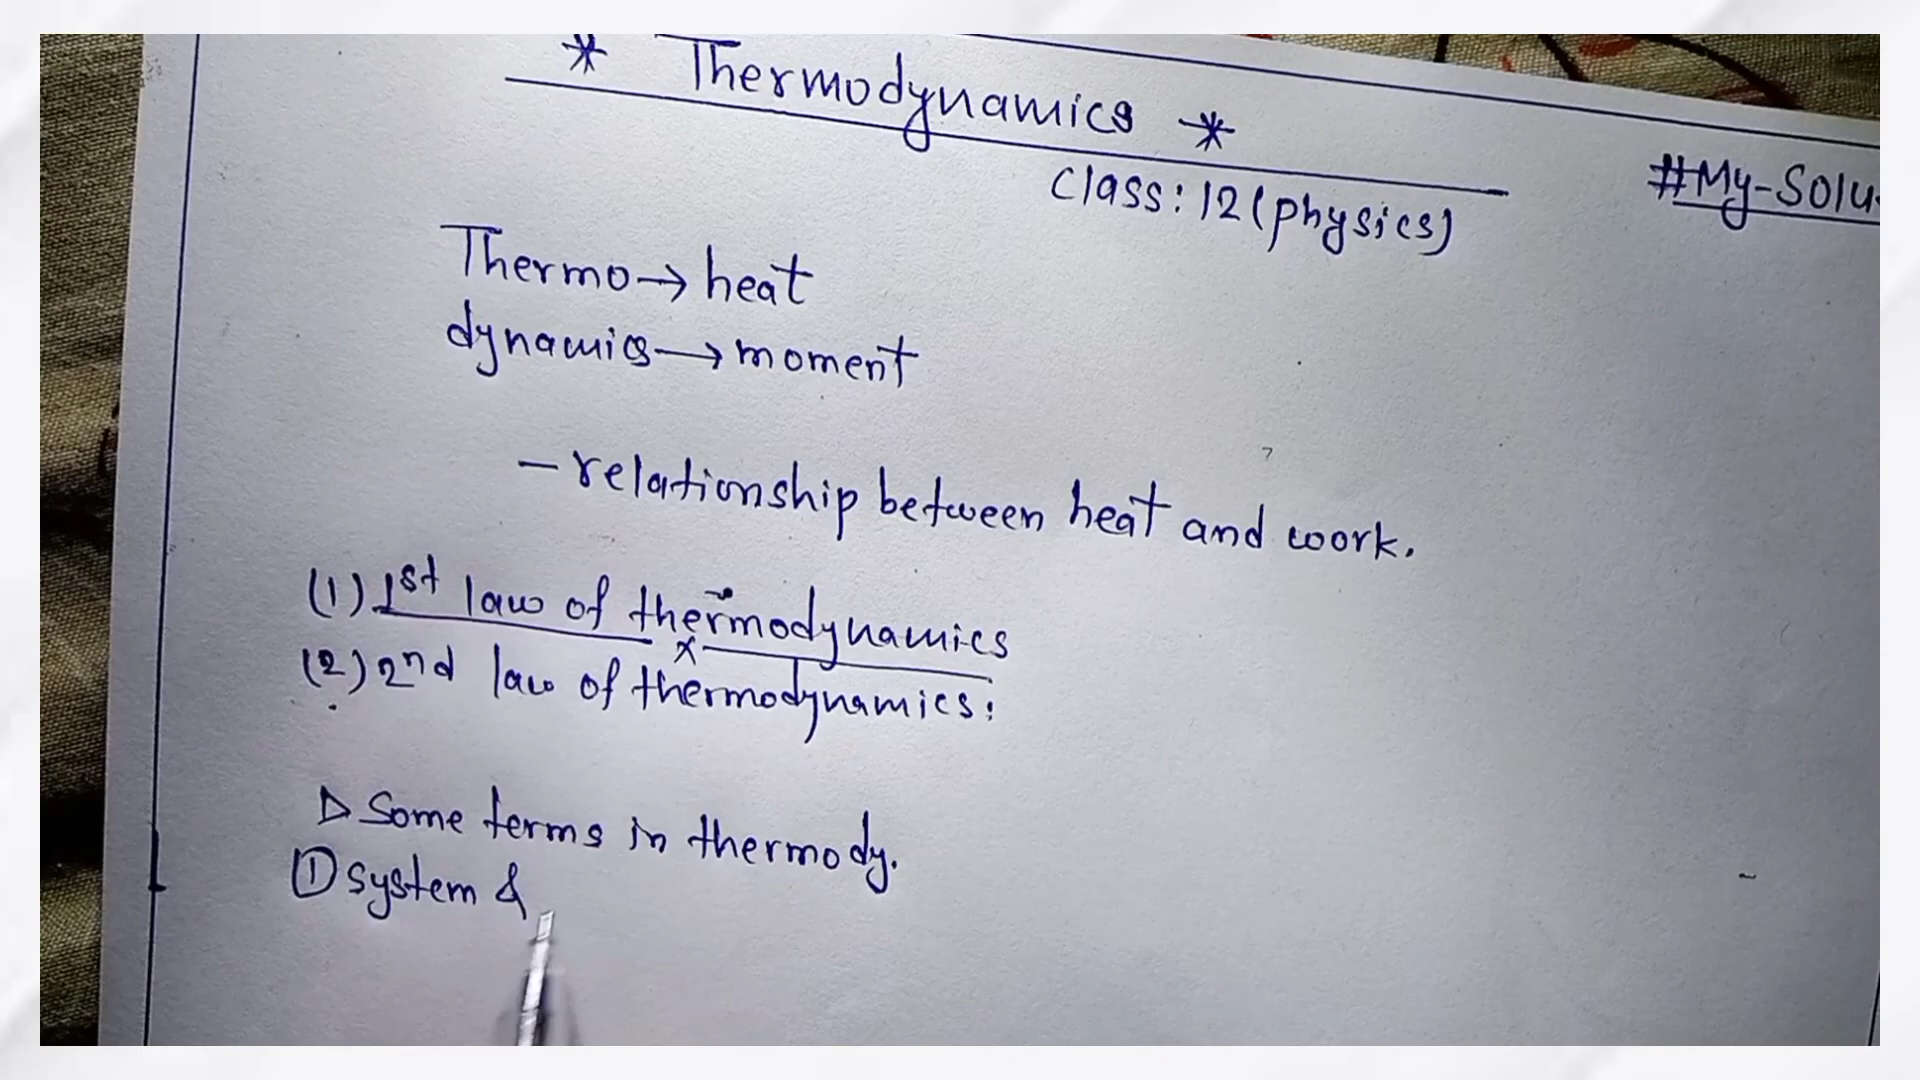 * Thermodynamics *
Class: 12 (physics)
#My-Solu
Thermo → heat
dynamics → moment
- relationship between heat and work.
(1) 1st law of thermodynamics
(2) 2nd law of thermodynamics:
▷ Some terms in thermody.
① system &